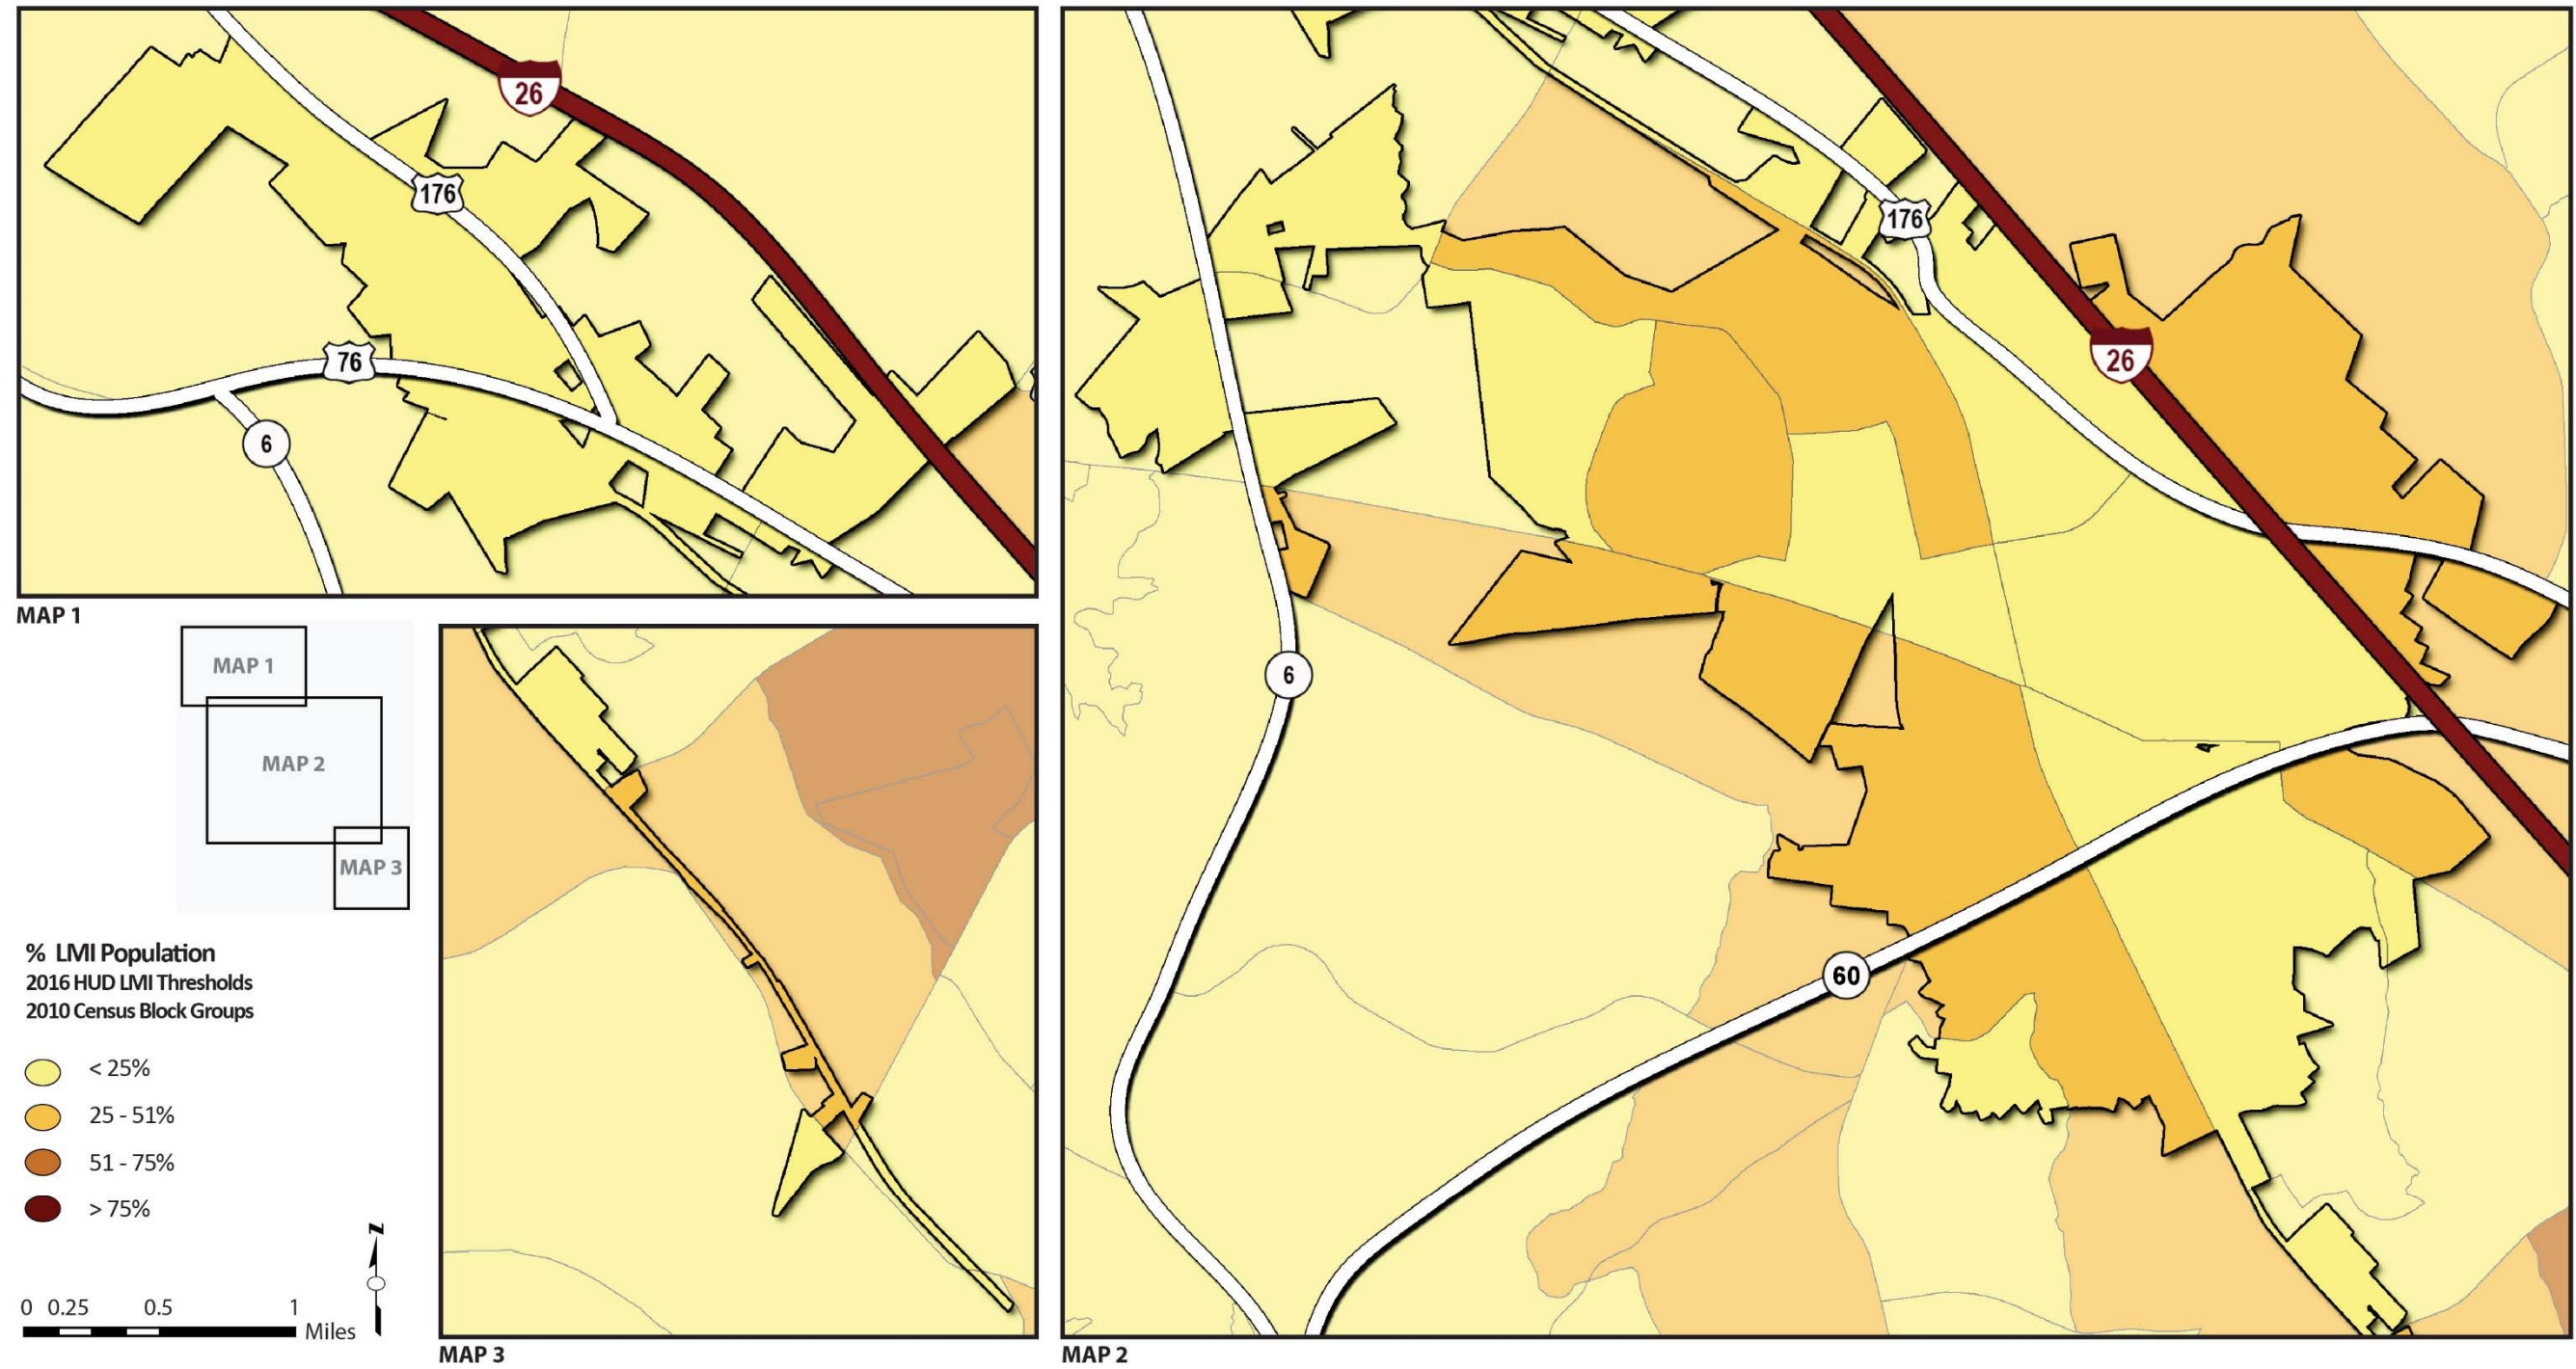 26
176
76
6
MAP 1
MAP 1
MAP 2
MAP 3
% LMI Population
2016 HUD LMI Thresholds
2010 Census Block Groups
< 25%
25 - 51%
51 - 75%
> 75%
N
0 0.25 0.5 1
Miles
MAP 3
176
26
6
60
MAP 2